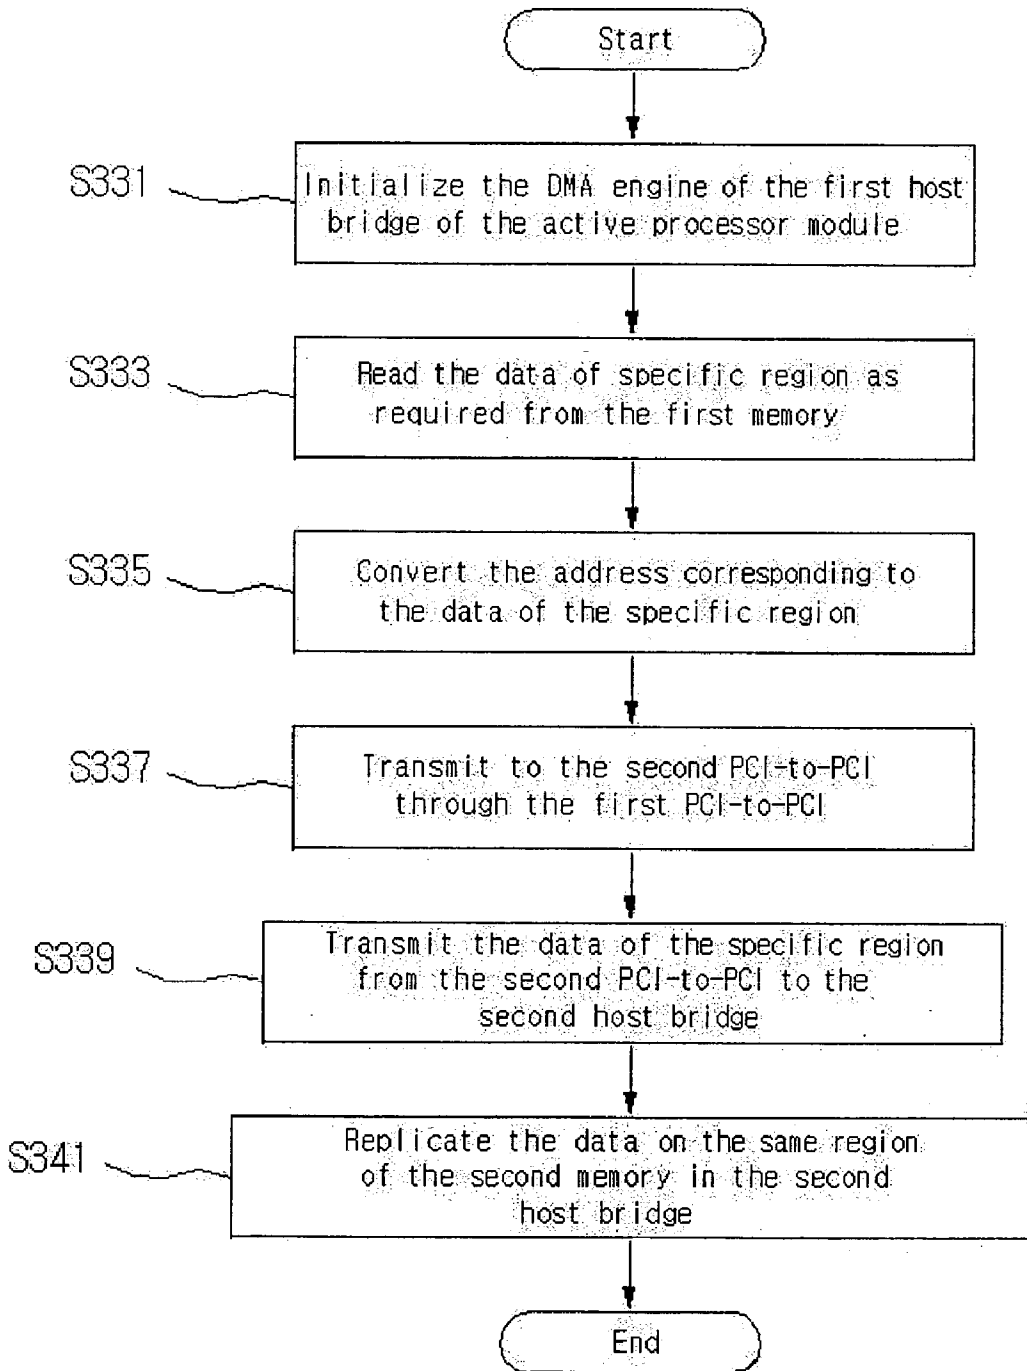 Start
S331
Initialize the DMA engine of the first host
bridge of the active processor module
S333
Read the data of specific region as
required from the first memory
S335
Convert the address corresponding to
the data of the specific region
S337
Transmit to the second PCI-to-PCI
through the first PCI-to-PCI
S339
Transmit the data of the specific region
from the second PCI-to-PCI to the
second host bridge
S341
Replicate the data on the same region
of the second memory in the second
host bridge
End